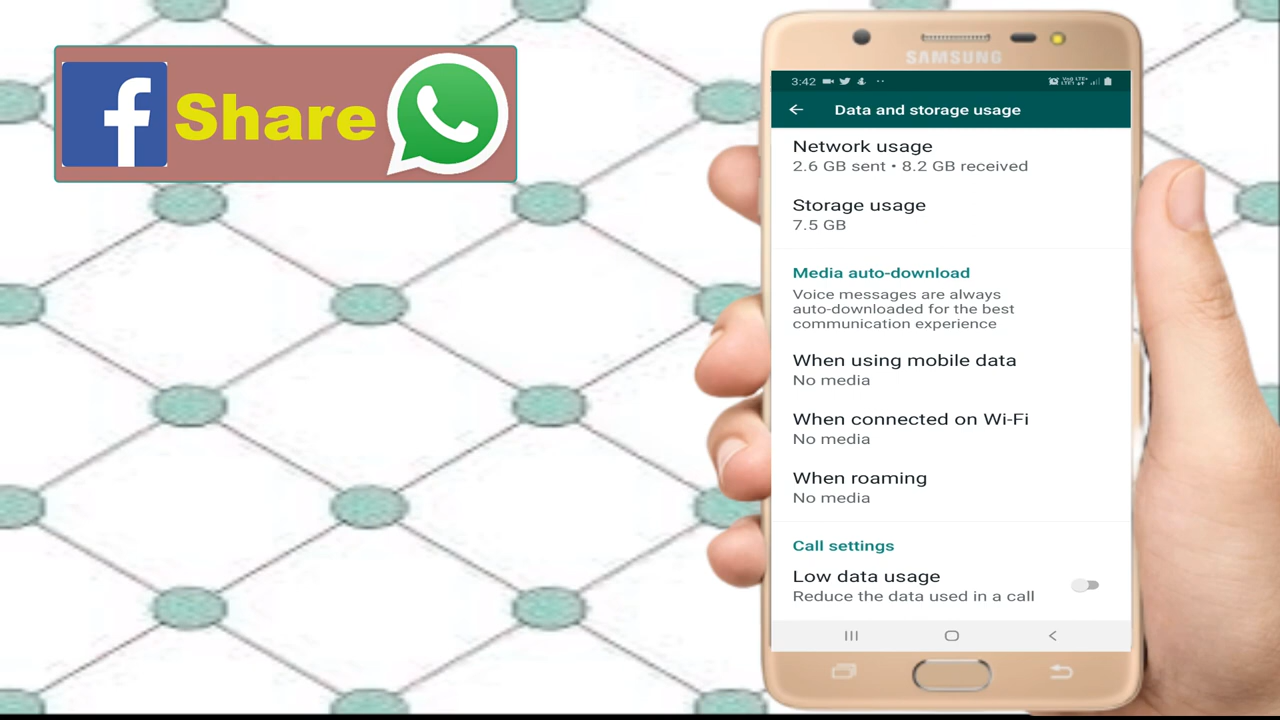 f Share
SAMSUNG
3:42
Data and storage usage
Network usage
2.6 GB sent • 8.2 GB received
Storage usage
7.5 GB
Media auto-download
Voice messages are always
auto-downloaded for the best
communication experience
When using mobile data
No media
When connected on Wi-Fi
No media
When roaming
No media
Call settings
Low data usage
Reduce the data used in a call